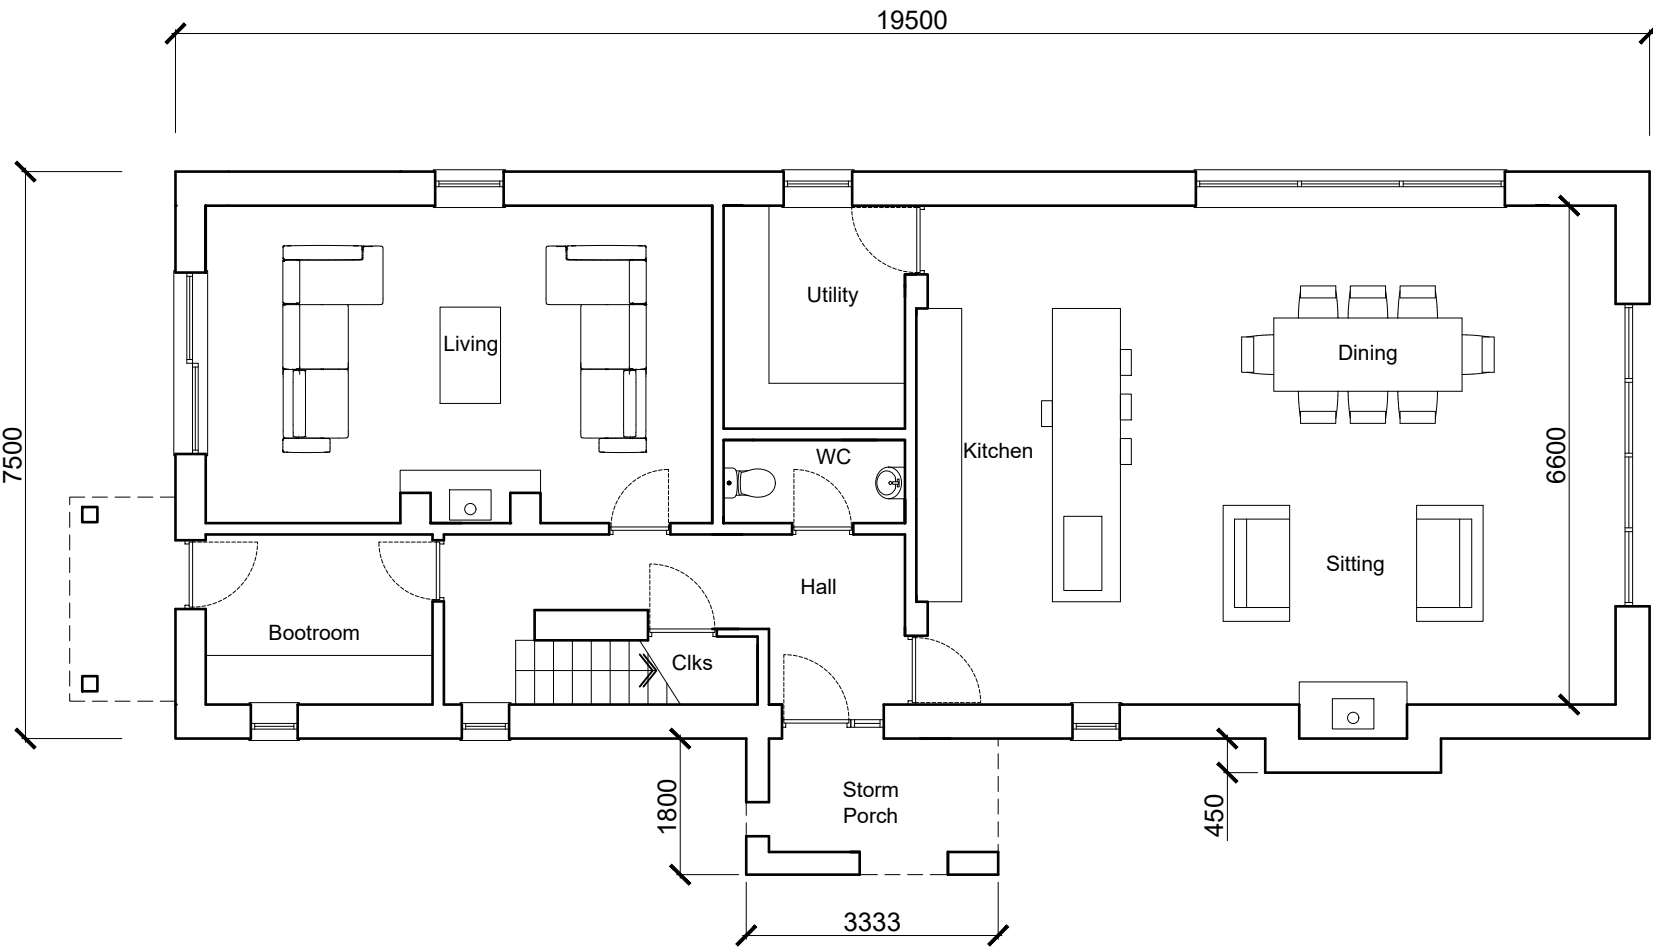 19500
7500
Utility
Living
Dining
WC
Kitchen
6600
Sitting
Hall
Bootroom
Clks
Storm
Porch
1800
450
3333